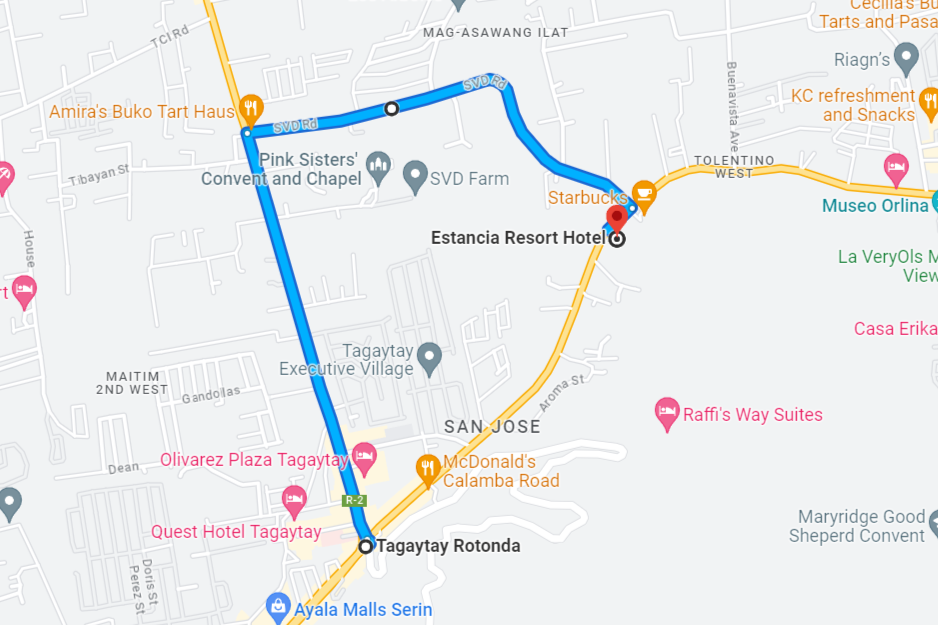 Cecilia's Bu
Tarts and Pasa
TCI Rd
MAG-ASAWANG ILAT
Riagn's
Buenavista Ave
KC refreshment
and Snacks
Amira's Buko Tart Haus
SVD Rd
SVD Rd
Tibayan St
Pink Sisters'
Convent and Chapel
SVD Farm
TOLENTINO
WEST
Starbucks
Museo Orlina
Estancia Resort Hotel
House
La VeryOls M
View
rt
Casa Erika
Tagaytay
Executive Village
MAITIM
2ND WEST
Gandollas
Aroma St
Raffi's Way Suites
SAN JOSE
Dean
Olivarez Plaza Tagaytay
McDonald's
Calamba Road
R-2
Quest Hotel Tagaytay
Maryridge Good
Sheperd Convent
Tagaytay Rotonda
Doris St
Perez St
Ayala Malls Serin